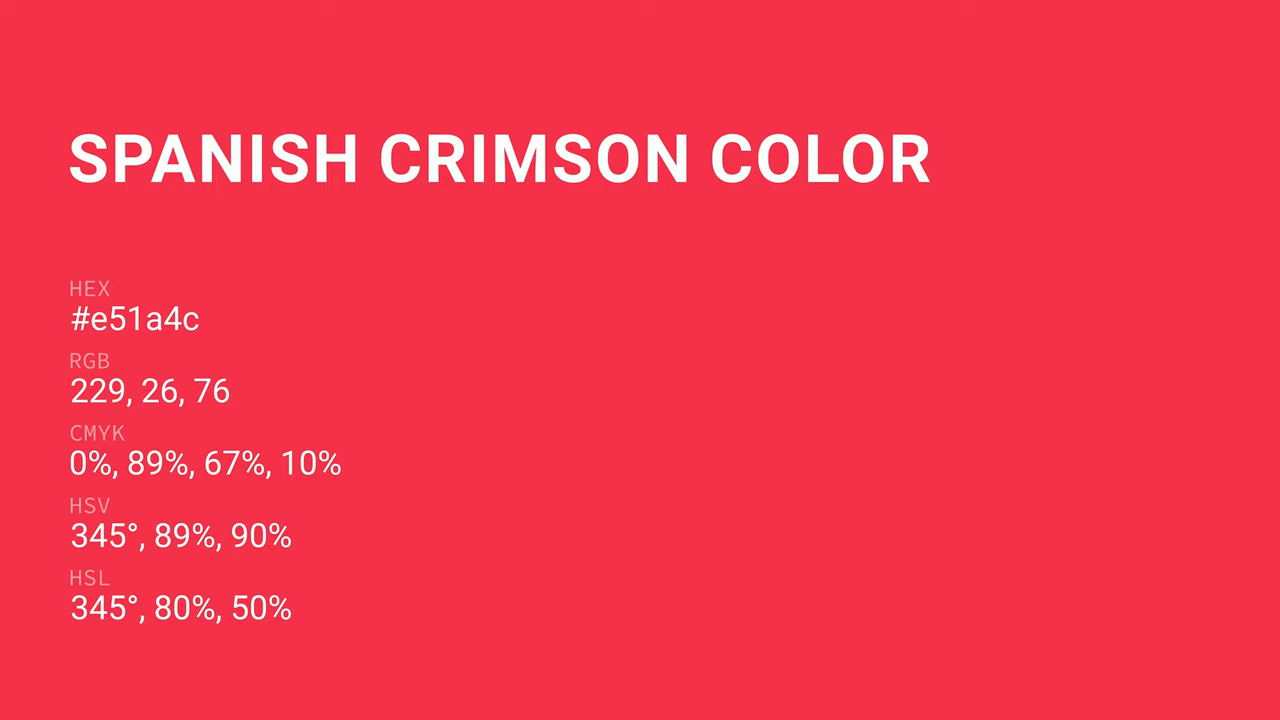 SPANISH CRIMSON COLOR
HEX
#e51a4c
RGB
229, 26, 76
CMYK
0%, 89%, 67%, 10%
HSV
345°, 89%, 90%
HSL
345°, 80%, 50%